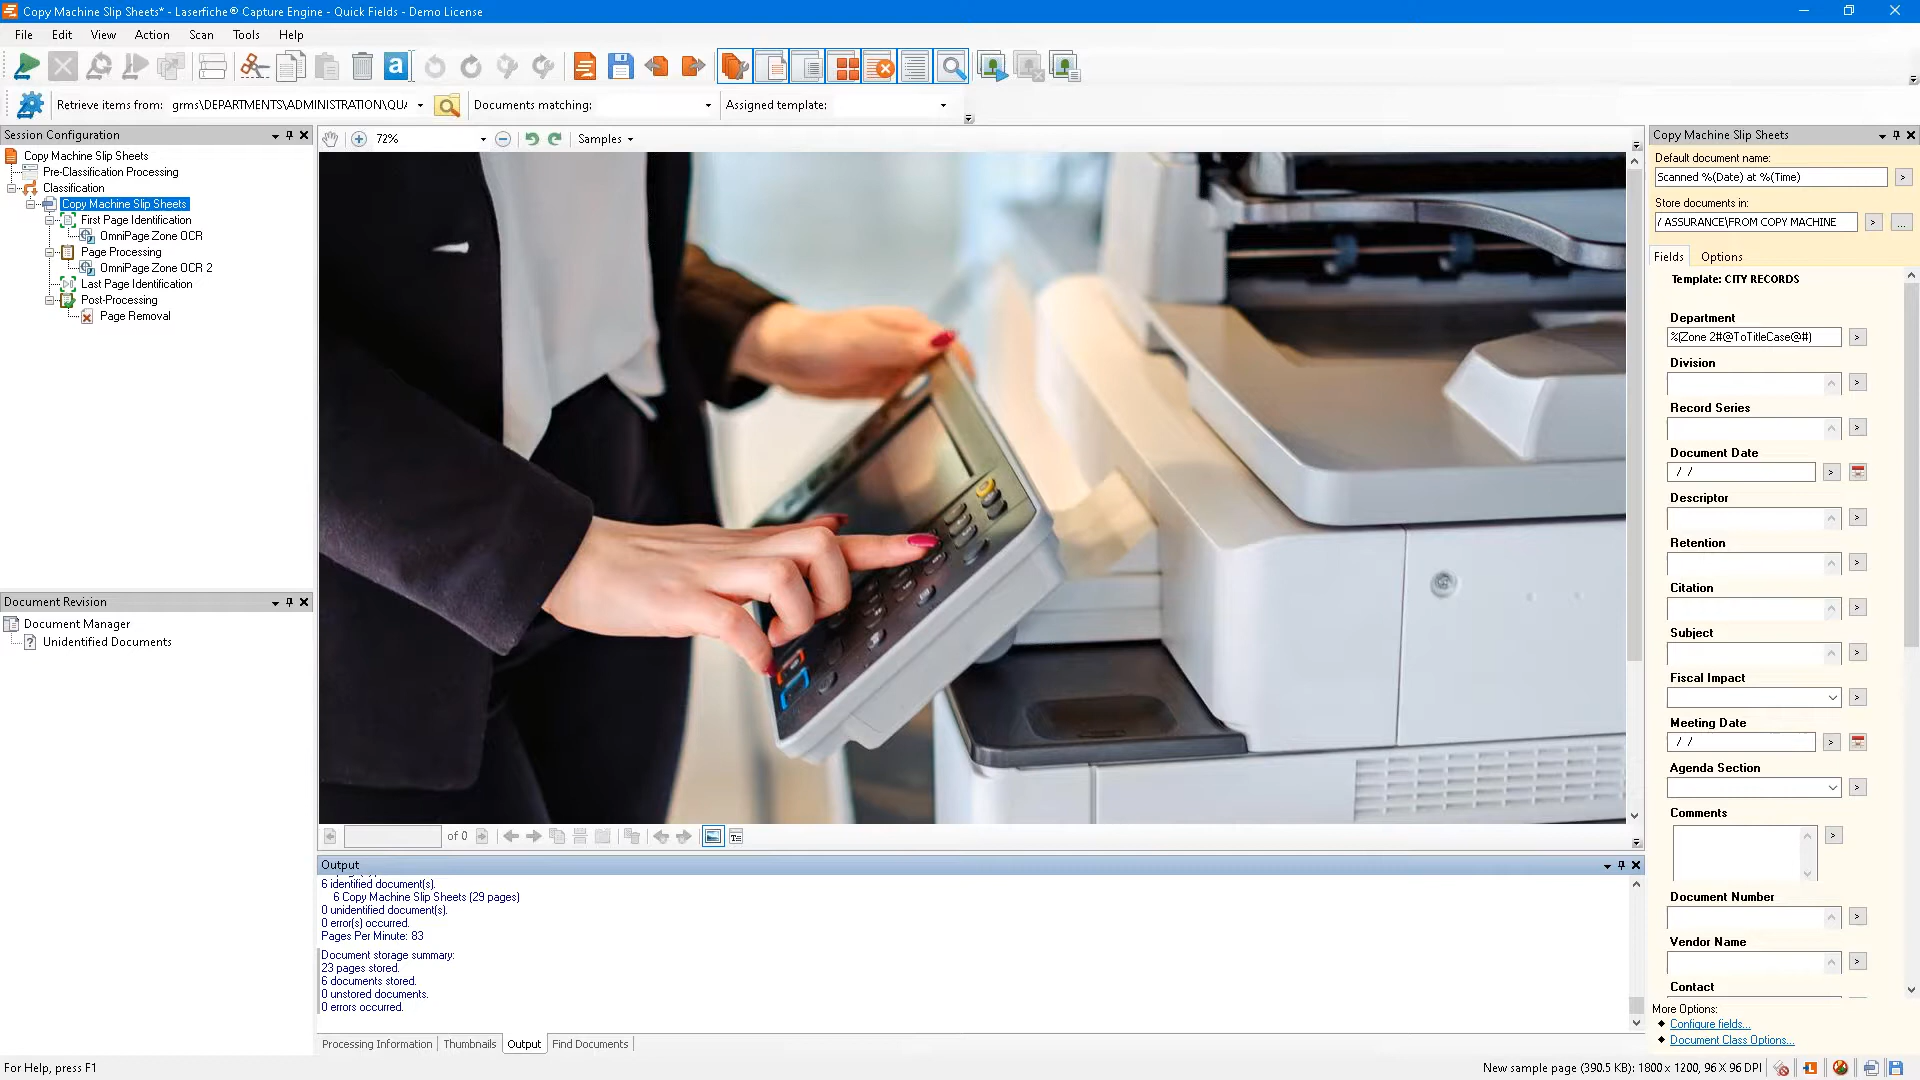 Copy Machine Slip Sheets* - Laserfiche® Capture Engine - Quick Fields - Demo License
File Edit View Action Scan Tools Help
a
Retrieve items from: grms\DEPARTMENTS\ADMINISTRATION\QU Documents matching: Assigned template:
Session Configuration
Copy Machine Slip Sheets
Pre-Classification Processing
Classification
Copy Machine Slip Sheets
First Page Identification
OmniPage Zone OCR
Page Processing
OmniPage Zone OCR 2
Last Page Identification
Post-Processing
Page Removal
Document Revision
Document Manager
Unidentified Documents
72% Samples
of 0
Output
6 identified document(s).
6 Copy Machine Slip Sheets (29 pages)
0 unidentified document(s).
0 error(s) occurred.
Pages Per Minute: 83
Document storage summary:
23 pages stored.
6 documents stored.
0 unstored documents.
0 errors occurred.
Processing Information Thumbnails Output Find Documents
Copy Machine Slip Sheets
Default document name:
Scanned %(Date) at %(Time) >
Store documents in:
/ ASSURANCE\FROM COPY MACHINE > ...
Fields Options
Template: CITY RECORDS
Department
%(Zone 2#@ToTitleCase@#) >
Division
>
Record Series
>
Document Date
/ / >
Descriptor
>
Retention
>
Citation
>
Subject
>
Fiscal Impact
>
Meeting Date
/ / >
Agenda Section
>
Comments
>
Document Number
>
Vendor Name
>
Contact
More Options:
Configure fields...
Document Class Options...
For Help, press F1
New sample page (390.5 KB): 1800 x 1200, 96 X 96 DPI